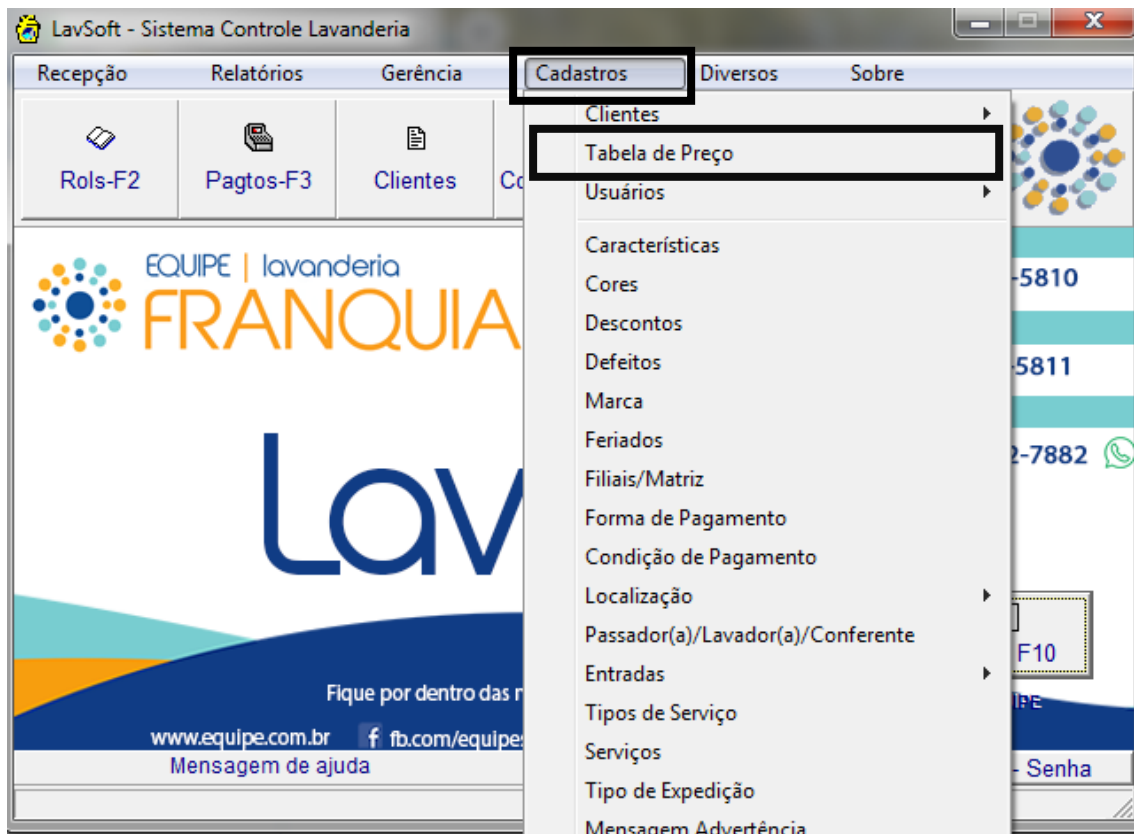 LavSoft - Sistema Controle Lavanderia
Recepção Relatórios Gerência Cadastros Diversos Sobre
Rols-F2 Pagtos-F3 Clientes
Clientes
Tabela de Preço
Usuários
Características
Cores
Descontos
Defeitos
Marca
Feriados
Filiais/Matriz
Forma de Pagamento
Condição de Pagamento
Localização
Passador(a)/Lavador(a)/Conferente
Entradas
Tipos de Serviço
Serviços
Tipo de Expedição
Mensagem Advertência
EQUIPE | lavanderia
FRANQUIA
Lav
-5810
-5811
2-7882
F10
Fique por dentro das
www.equipe.com.br f fb.com/equipe
Mensagem de ajuda
- Senha